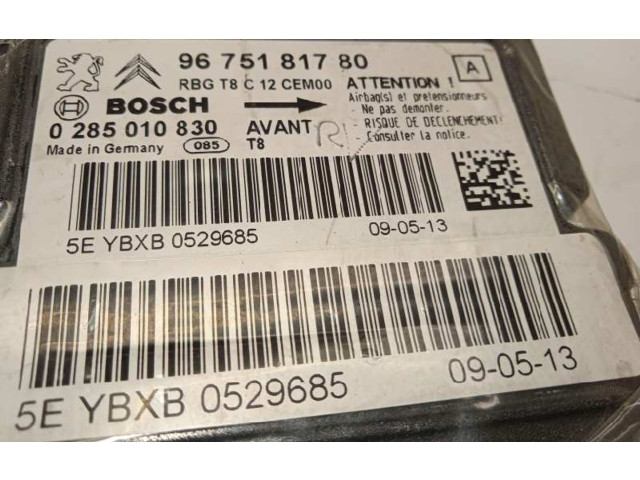 96 751 817 80
RBG T8 C 12 CEM00
A
BOSCH
ATTENTION !
Airbag(s) et pretensionneurs
- Ne pas demonter.
- RISQUE DE DECLENCHEMENT!
- Consulter la notice.
0 285 010 830
AVANT
T8
Made in Germany
085
5E YBXB 0529685
09-05-13
5E YBXB 0529685
09-05-13